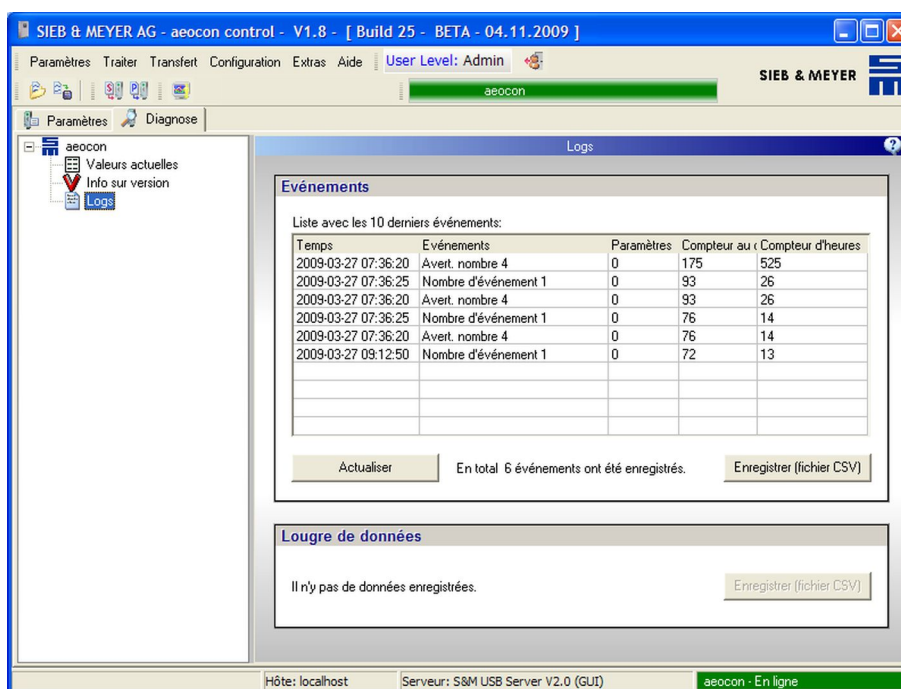 SIEB & MEYER AG - aeocon control - V1.8 - [ Build 25 - BETA - 04.11.2009 ]
Paramètres Traiter Transfert Configuration Extras Aide User Level: Admin
SIEB & MEYER
aeocon
Paramètres Diagnose
aeocon
Valeurs actuelles
Info sur version
Logs
Logs
Evénements
Liste avec les 10 derniers événements:
Temps Evénements Paramètres Compteur au c Compteur d'heures
2009-03-27 07:36:20 Avert. nombre 4 0 175 525
2009-03-27 07:36:25 Nombre d'événement 1 0 93 26
2009-03-27 07:36:20 Avert. nombre 4 0 93 26
2009-03-27 07:36:25 Nombre d'événement 1 0 76 14
2009-03-27 07:36:20 Avert. nombre 4 0 76 14
2009-03-27 09:12:50 Nombre d'événement 1 0 72 13
Actualiser En total 6 événements ont été enregistrés. Enregistrer (fichier CSV)
Lougre de données
Il n'y pas de données enregistrées. Enregistrer (fichier CSV)
Hôte: localhost Serveur: S&M USB Server V2.0 (GUI) aeocon - En ligne